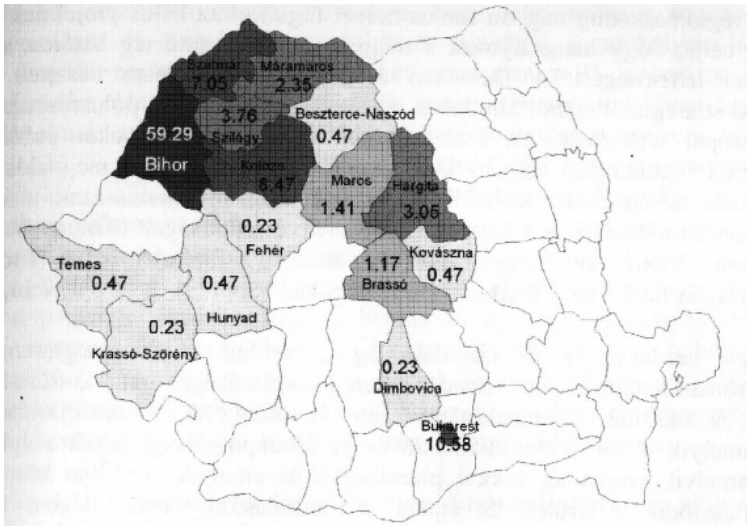 Szatmár
7.05
Máramaros
2.35
3.76
Szilágy
Beszterce-Naszód
0.47
59.29
Bihor
Kolozs
8.47
Maros
1.41
Hargita
3.05
0.23
Fehér
Kovászna
0.47
1.17
Brassó
Temes
0.47
0.47
Hunyad
0.23
Krassó-Szörény
0.23
Dimbovica
Bukarest
10.58